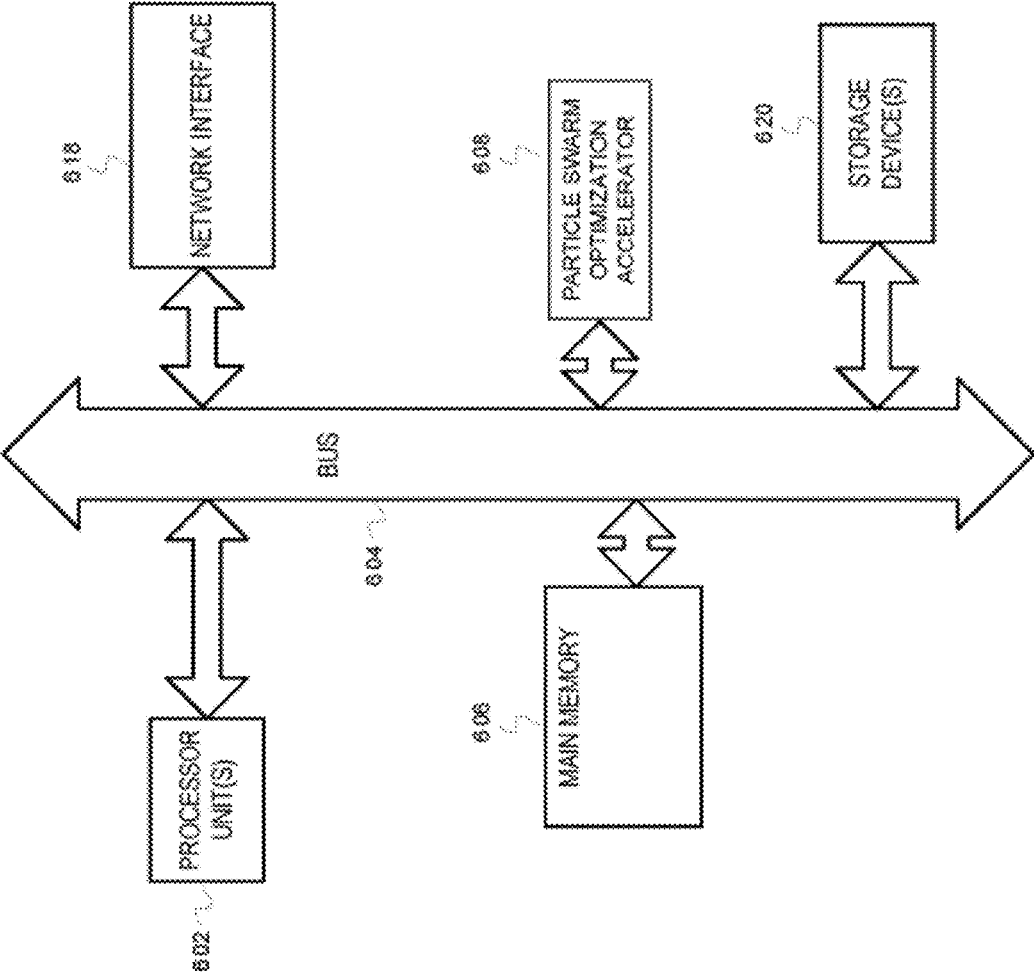 602
PROCESSOR
UNIT(S)
618
NETWORK INTERFACE
BUS
604
606
MAIN MEMORY
608
PARTICLE SWARM
OPTIMIZATION
ACCELERATOR
620
STORAGE
DEVICE(S)